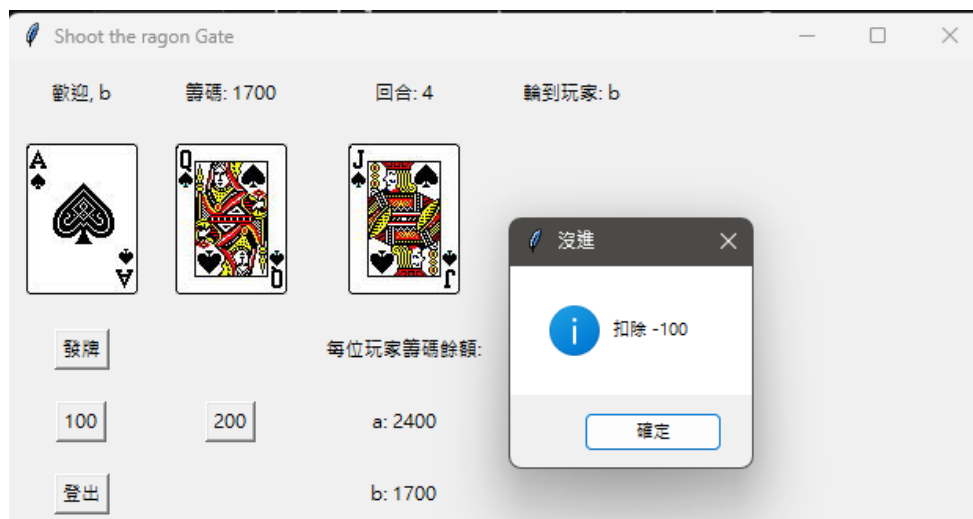 Shoot the ragon Gate
歡迎, b
籌碼: 1700
回合: 4
輪到玩家: b
A
A
Q
Q
J
J
沒進
扣除 -100
確定
發牌
每位玩家籌碼餘額:
100
200
a: 2400
登出
b: 1700